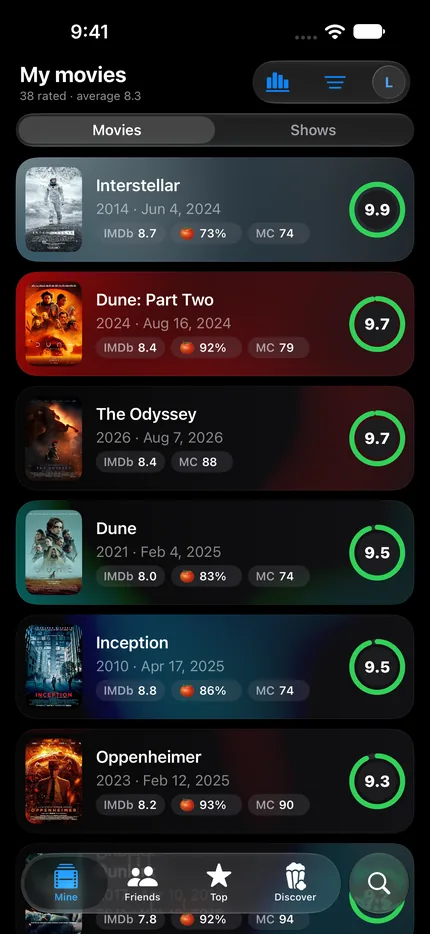 9:41
My movies
38 rated · average 8.3
L
Movies
Shows
Interstellar
2014 · Jun 4, 2024
IMDb 8.7
73%
MC 74
9.9
Dune: Part Two
2024 · Aug 16, 2024
IMDb 8.4
92%
MC 79
9.7
The Odyssey
2026 · Aug 7, 2026
IMDb 8.4
MC 88
9.7
Dune
2021 · Feb 4, 2025
IMDb 8.0
83%
MC 74
9.5
INCEPTION
Inception
2010 · Apr 17, 2025
IMDb 8.8
86%
MC 74
9.5
OPPENHEIMER
Oppenheimer
2023 · Feb 12, 2025
IMDb 8.2
93%
MC 90
9.3
Mine
Friends
Top
Discover
IMDb 7.8
92%
MC 94